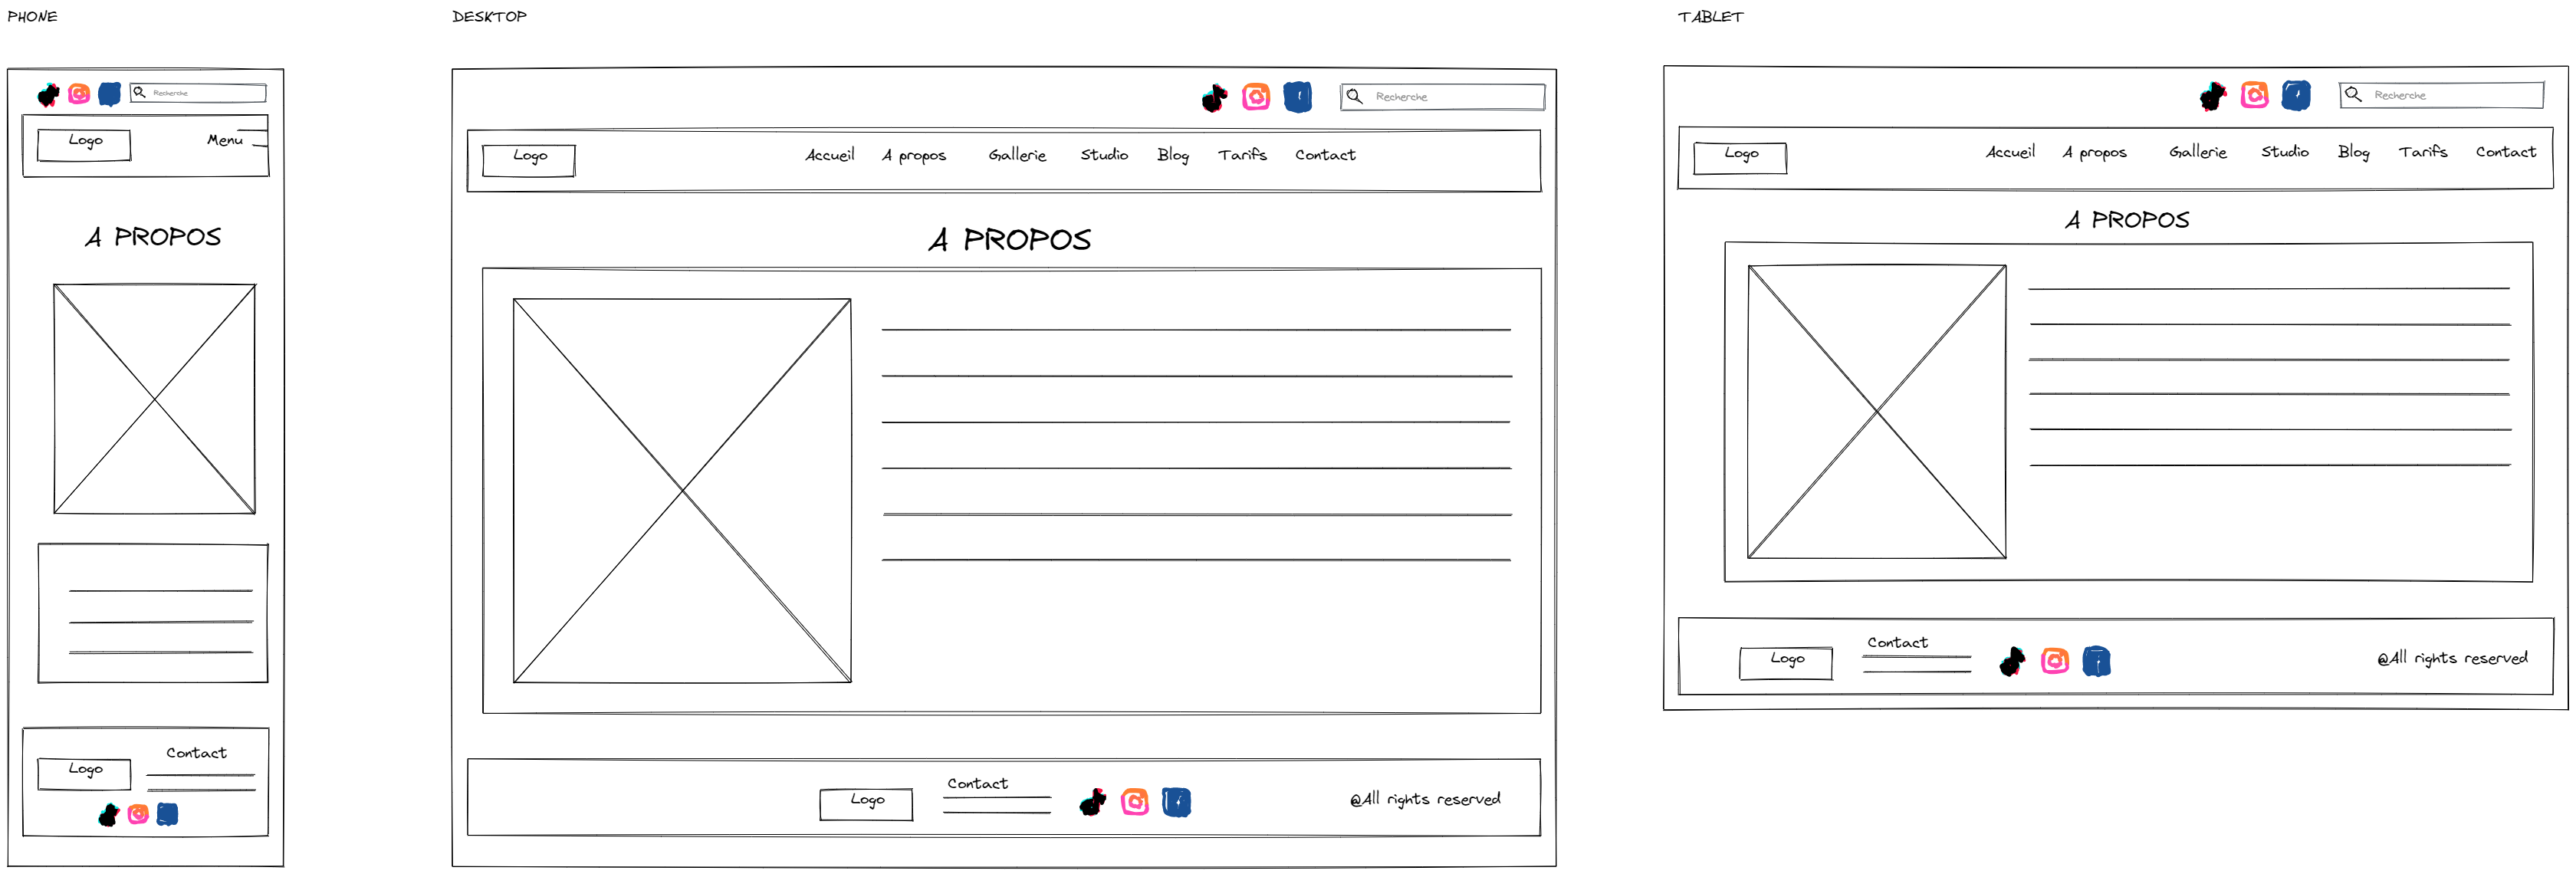 PHONE
Recherche
Logo
Menu
A PROPOS
Contact
Logo
DESKTOP
Recherche
Logo Accueil A propos Gallerie Studio Blog Tarifs Contact
A PROPOS
Contact
Logo
@All rights reserved
TABLET
Recherche
Logo Accueil A propos Gallerie Studio Blog Tarifs Contact
A PROPOS
Contact
Logo
@All rights reserved